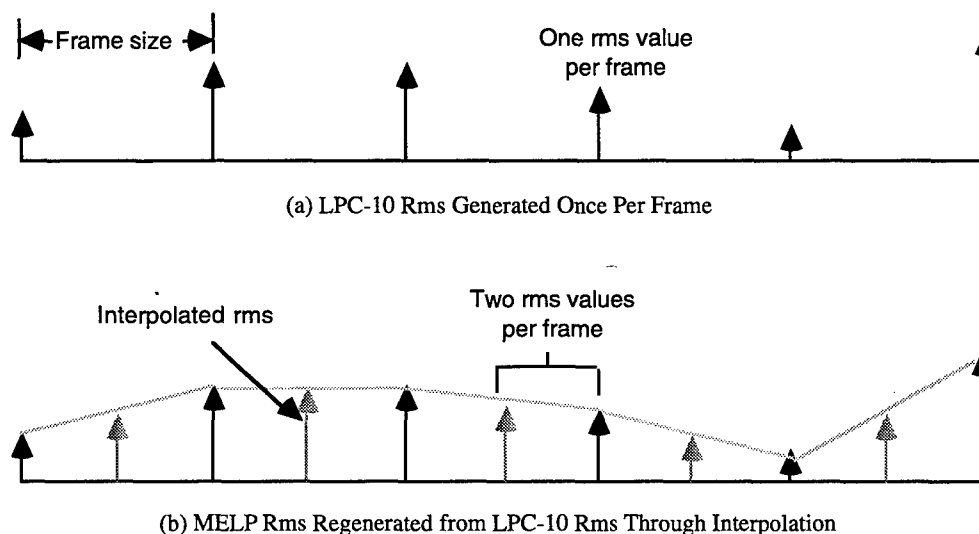 Frame size
One rms value
per frame
(a) LPC-10 Rms Generated Once Per Frame
Interpolated rms
Two rms values
per frame
(b) MELP Rms Regenerated from LPC-10 Rms Through Interpolation